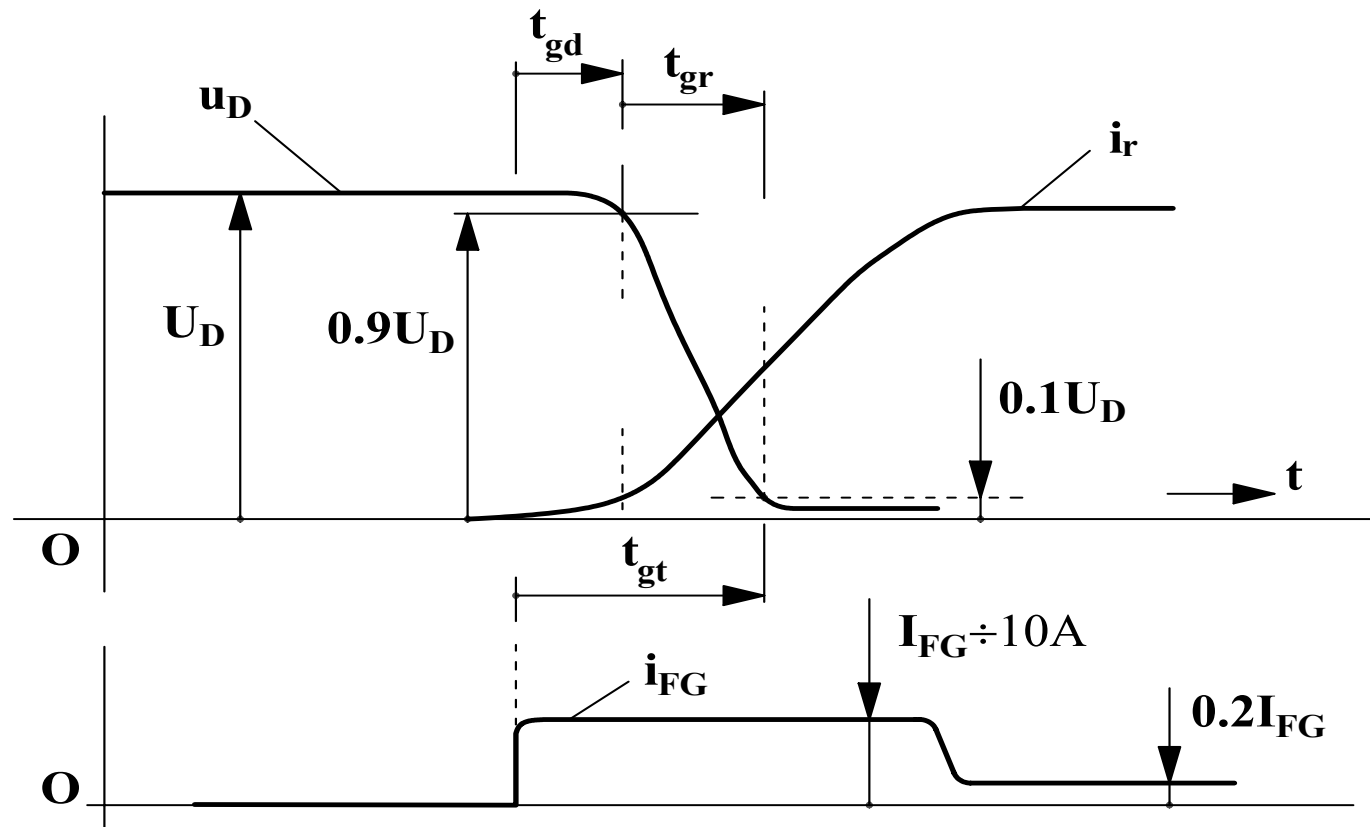 t_gd
t_gr
u_D
i_r
U_D
0.9U_D
0.1U_D
t
O
t_gt
I_FG÷10A
i_FG
0.2I_FG
O